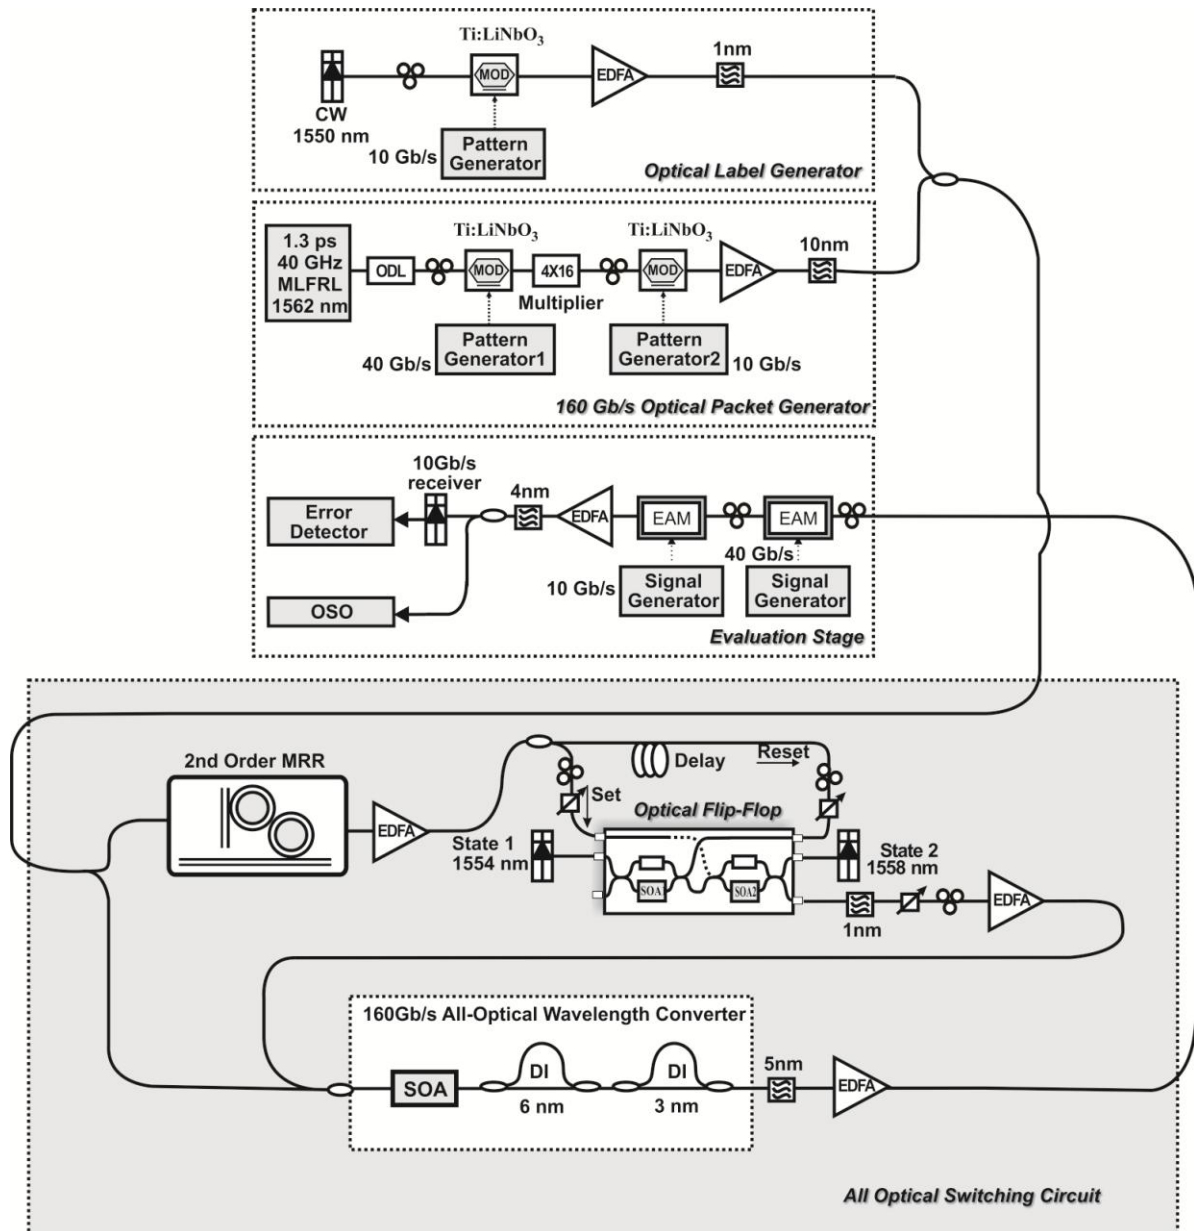 Ti:LiNbO3
1nm
MOD
EDFA
CW
1550 nm
10 Gb/s
Pattern
Generator
Optical Label Generator
Ti:LiNbO3
Ti:LiNbO3
10nm
1.3 ps
40 GHz
MLFRL
1562 nm
ODL
MOD
4X16
MOD
EDFA
Multiplier
40 Gb/s
Pattern
Generator1
Pattern
Generator2
10 Gb/s
160 Gb/s Optical Packet Generator
10Gb/s
receiver
4nm
Error
Detector
EDFA
EAM
EAM
40 Gb/s
10 Gb/s
Signal
Generator
Signal
Generator
OSO
Evaluation Stage
2nd Order MRR
EDFA
Delay
Reset
Set
Optical Flip-Flop
State 1
1554 nm
State 2
1558 nm
SOA
SOA2
1nm
EDFA
160Gb/s All-Optical Wavelength Converter
SOA
DI
6 nm
DI
3 nm
5nm
EDFA
All Optical Switching Circuit